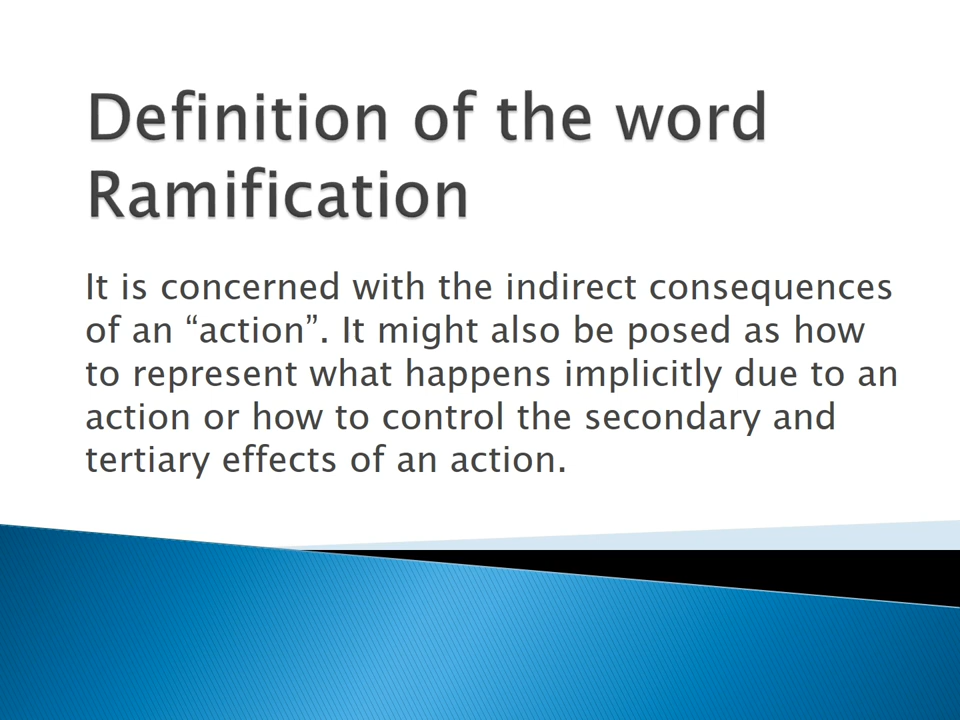 Definition of the word
Ramification
It is concerned with the indirect consequences
of an “action”. It might also be posed as how
to represent what happens implicitly due to an
action or how to control the secondary and
tertiary effects of an action.